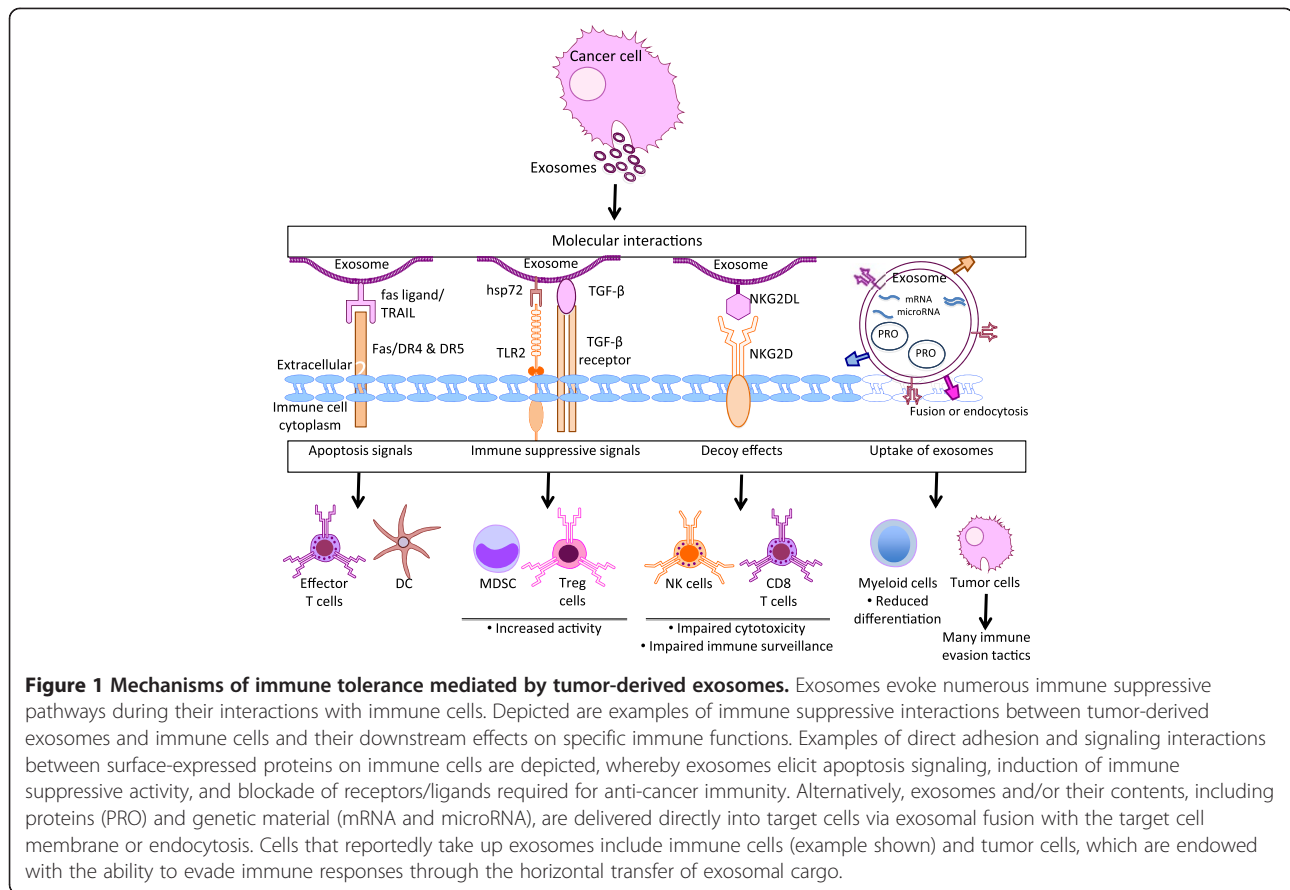 Cancer cell
Exosomes
Molecular interactions
Exosome
fas ligand/
TRAIL
Fas/DR4 & DR5
Exosome
hsp72
TGF-β
TLR2
TGF-β
receptor
Exosome
NKG2DL
NKG2D
Exosome
mRNA
microRNA
PRO
PRO
Extracellular
Immune cell
cytoplasm
Fusion or endocytosis
Apoptosis signals
Immune suppressive signals
Decoy effects
Uptake of exosomes
Effector
T cells
DC
MDSC
Treg
cells
• Increased activity
NK cells
CD8
T cells
• Impaired cytotoxicity
• Impaired immune surveillance
Myeloid cells
• Reduced
differentiation
Tumor cells
Many immune
evasion tactics
Figure 1 Mechanisms of immune tolerance mediated by tumor-derived exosomes. Exosomes evoke numerous immune suppressive
pathways during their interactions with immune cells. Depicted are examples of immune suppressive interactions between tumor-derived
exosomes and immune cells and their downstream effects on specific immune functions. Examples of direct adhesion and signaling interactions
between surface-expressed proteins on immune cells are depicted, whereby exosomes elicit apoptosis signaling, induction of immune
suppressive activity, and blockade of receptors/ligands required for anti-cancer immunity. Alternatively, exosomes and/or their contents, including
proteins (PRO) and genetic material (mRNA and microRNA), are delivered directly into target cells via exosomal fusion with the target cell
membrane or endocytosis. Cells that reportedly take up exosomes include immune cells (example shown) and tumor cells, which are endowed
with the ability to evade immune responses through the horizontal transfer of exosomal cargo.